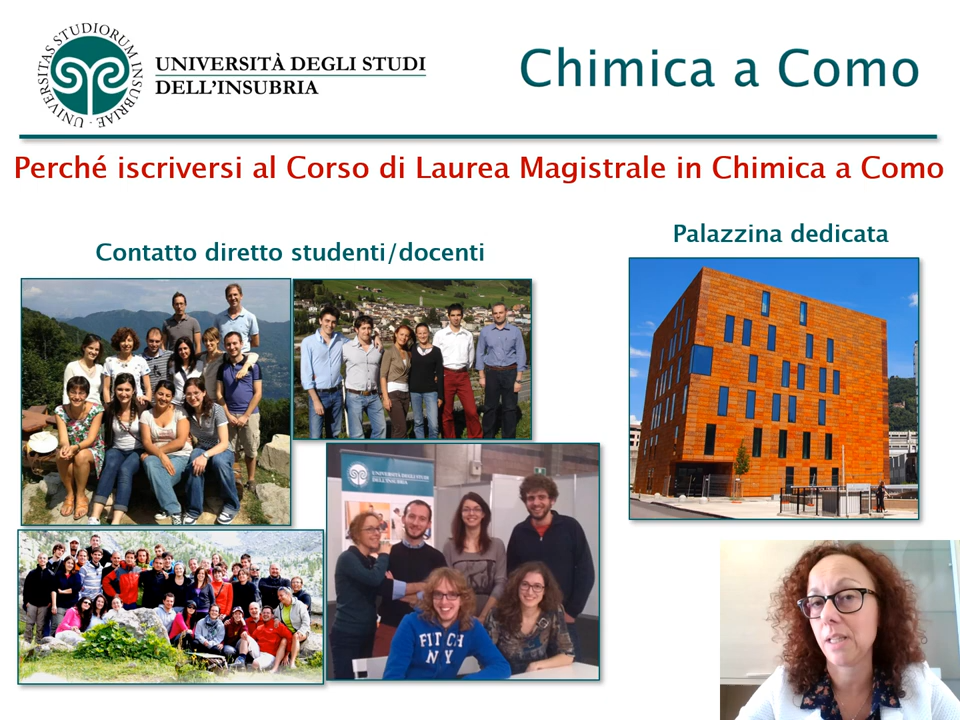 UNIVERSITAS STUDIORUM INSUBRIAE
UNIVERSITÀ DEGLI STUDI
DELL'INSUBRIA
Chimica a Como
Perché iscriversi al Corso di Laurea Magistrale in Chimica a Como
Contatto diretto studenti/docenti
Palazzina dedicata
UNIVERSITÀ DEGLI STUDI
DELL'INSUBRIA
FITCH
NY